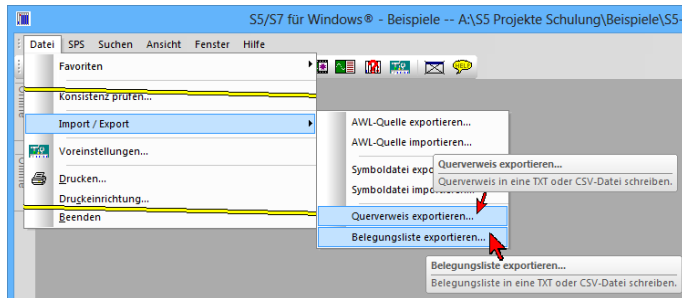 S5/S7 für Windows® - Beispiele -- A:\S5 Projekte Schulung\Beispiele\S5-
Datei SPS Suchen Ansicht Fenster Hilfe
Favoriten
HELP
Konsistenz prüfen...
Import / Export
AWL-Quelle exportieren...
AWL-Quelle importieren...
Voreinstellungen...
Symboldatei expo
Querverweis exportieren...
Querverweis in eine TXT oder CSV-Datei schreiben.
Drucken...
Symboldatei impo
Druckeinrichtung...
Querverweis exportieren...
Beenden
Belegungsliste exportieren...
Belegungsliste exportieren...
Belegungsliste in eine TXT oder CSV-Datei schreiben.